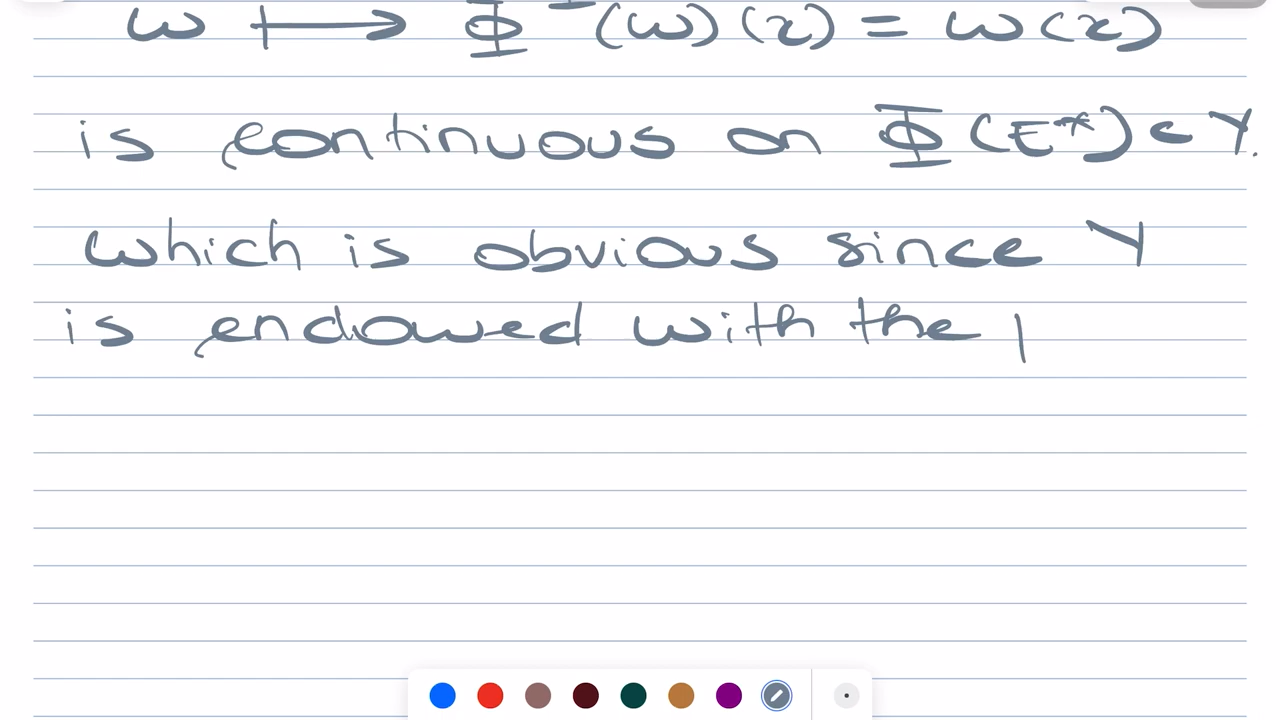 ω ⟼ Φ⁻¹(ω)(x) = ω(x)
is continuous on Φ(E*) ⊂ Y.
which is obvious since Y
is endowed with the